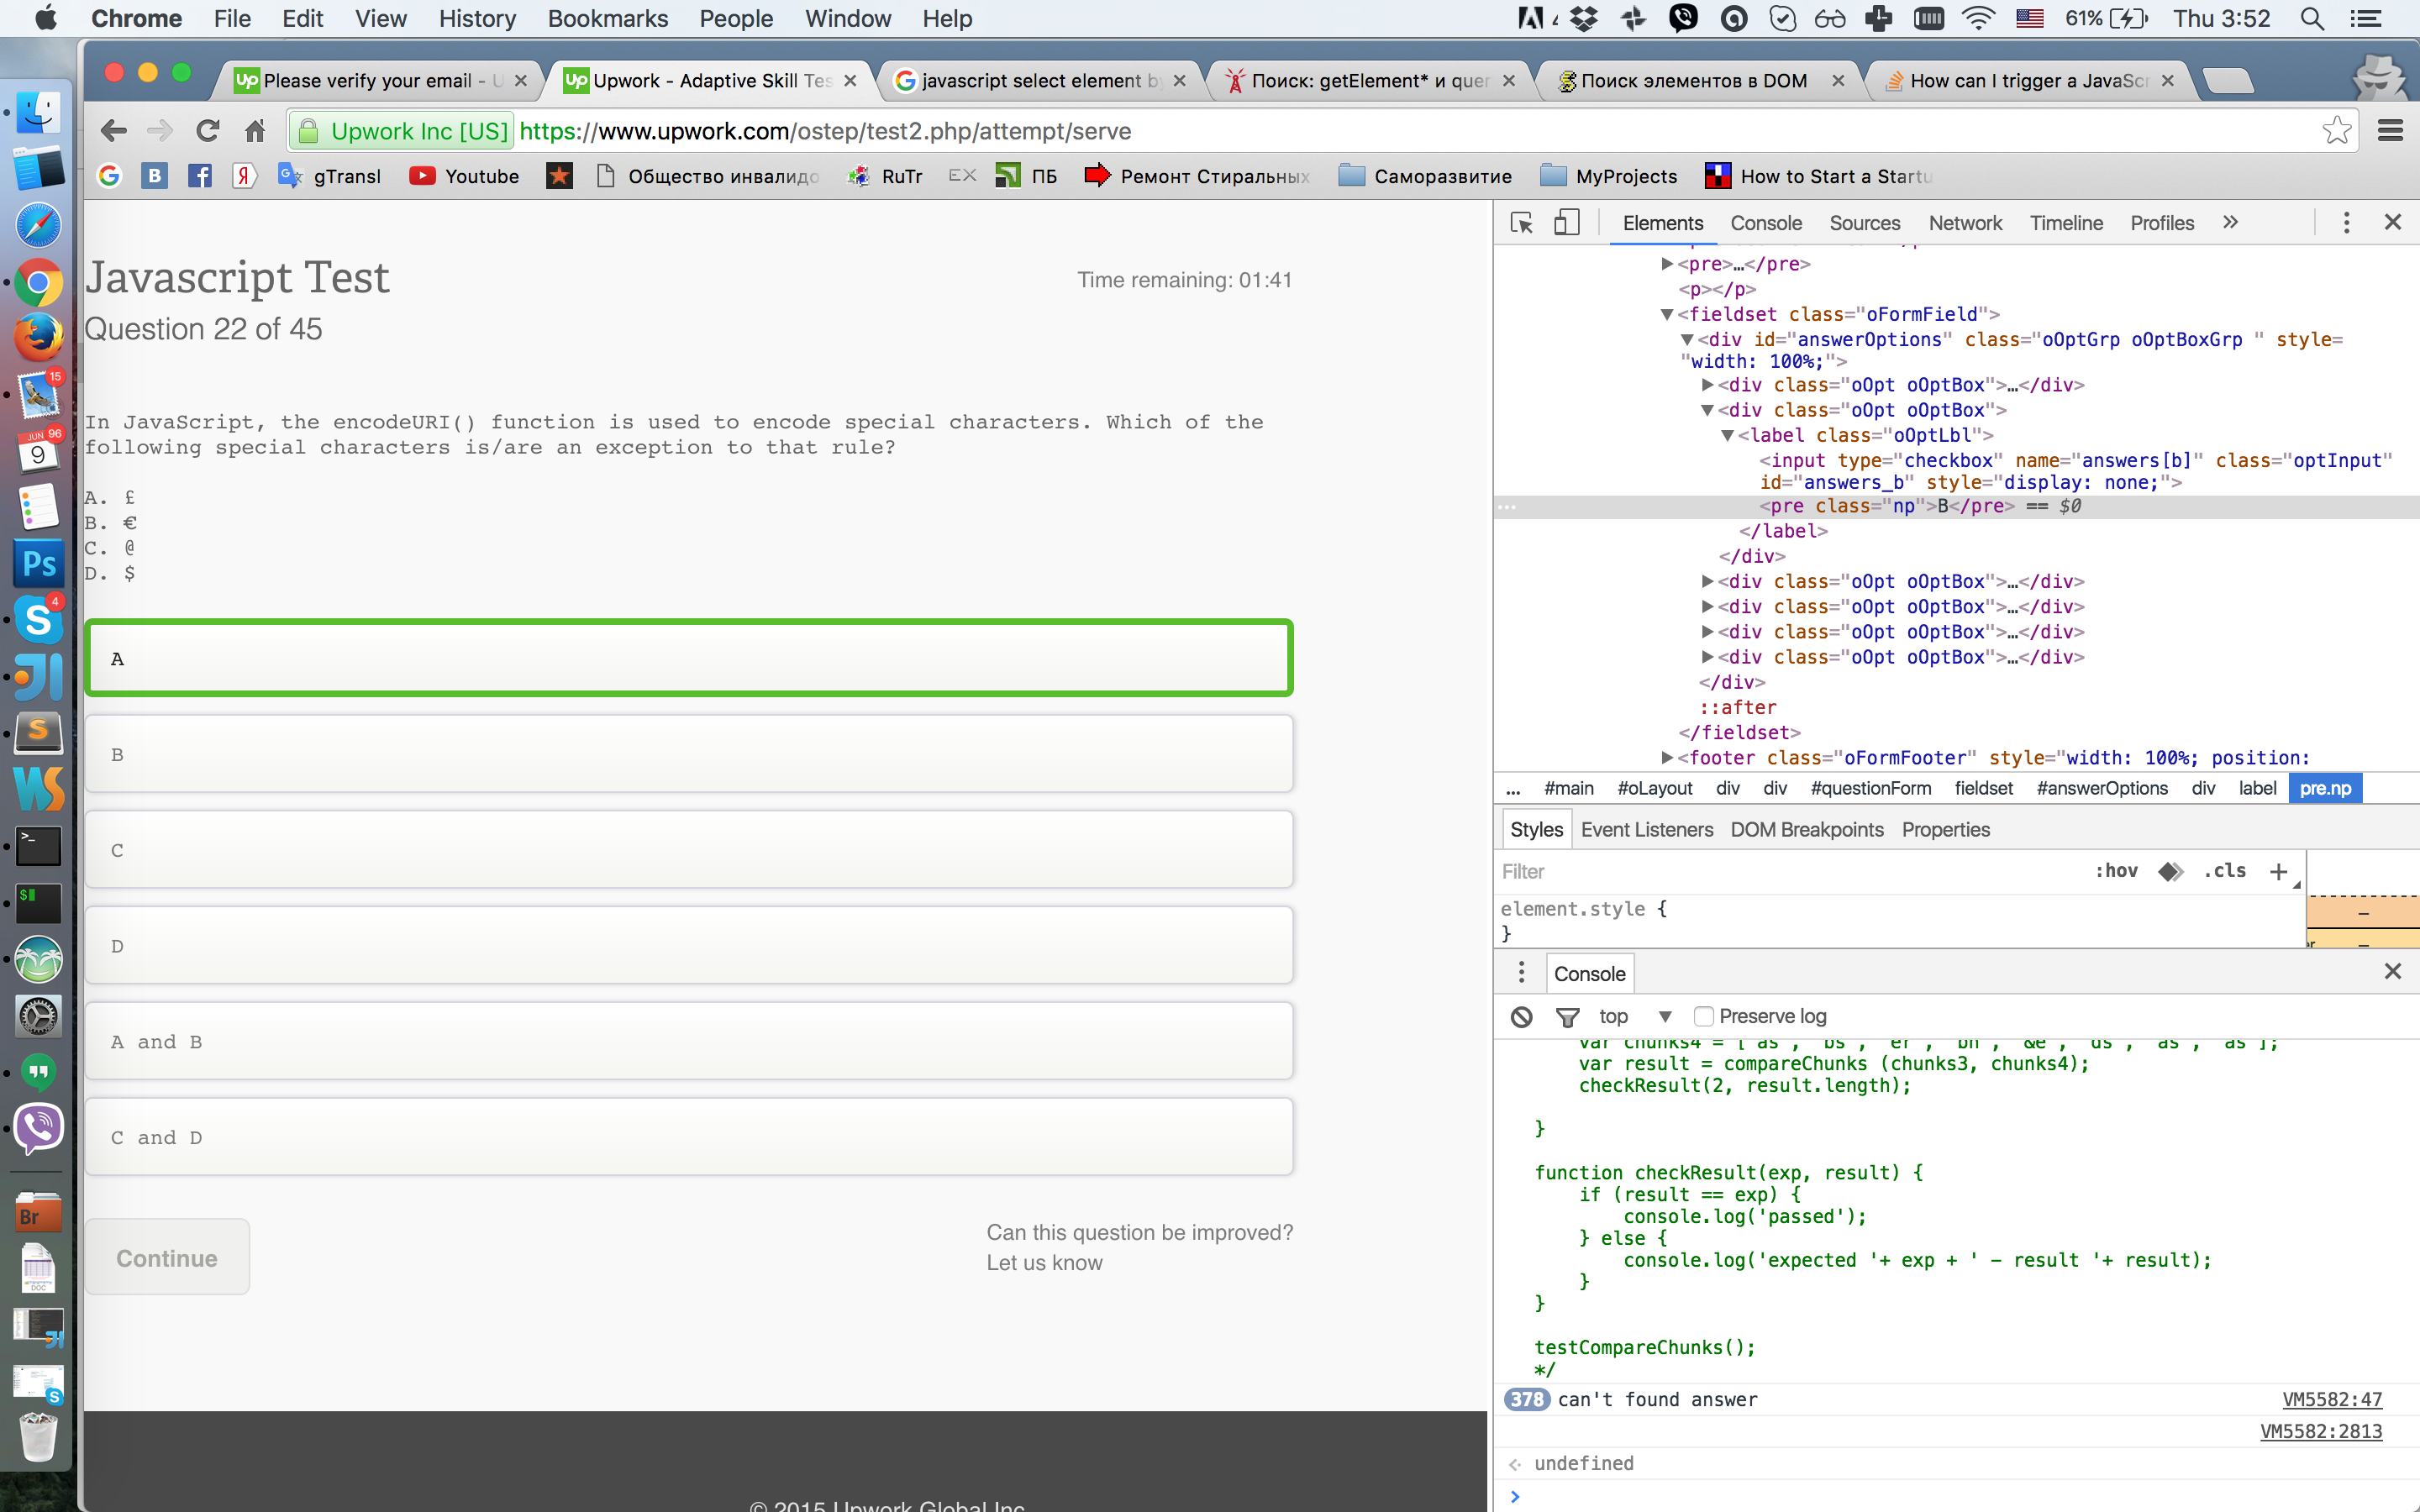 Chrome File Edit View History Bookmarks People Window Help
61% Thu 3:52
Please verify your email - U
Upwork - Adaptive Skill Tes
javascript select element by
Поиск: getElement* и quer
Поиск элементов в DOM
How can I trigger a JavaScr
Upwork Inc [US] https://www.upwork.com/ostep/test2.php/attempt/serve
gTransl Youtube Общество инвалидо RuTr EX ПБ Ремонт Стиральных Саморазвитие MyProjects How to Start a Startu
Javascript Test
Time remaining: 01:41
Question 22 of 45
In JavaScript, the encodeURI() function is used to encode special characters. Which of the
following special characters is/are an exception to that rule?
A. £
B. €
C. @
D. $
A
B
C
D
A and B
C and D
Continue
Can this question be improved?
Let us know
© 2015 Upwork Global Inc.
Elements Console Sources Network Timeline Profiles »
<pre>…</pre>
<p></p>
<fieldset class="oFormField">
<div id="answerOptions" class="oOptGrp oOptBoxGrp " style=
"width: 100%;">
<div class="oOpt oOptBox">…</div>
<div class="oOpt oOptBox">
<label class="oOptLbl">
<input type="checkbox" name="answers[b]" class="optInput"
id="answers_b" style="display: none;">
<pre class="np">B</pre> == $0
</label>
</div>
<div class="oOpt oOptBox">…</div>
<div class="oOpt oOptBox">…</div>
<div class="oOpt oOptBox">…</div>
<div class="oOpt oOptBox">…</div>
</div>
::after
</fieldset>
<footer class="oFormFooter" style="width: 100%; position:
... #main #oLayout div div #questionForm fieldset #answerOptions div label pre.np
Styles Event Listeners DOM Breakpoints Properties
Filter :hov .cls +
element.style {
}
Console
top Preserve log
var chunks4 = ['as', 'bs', 'er', 'bh', '&e', 'ds', 'as', 'as'];
var result = compareChunks (chunks3, chunks4);
checkResult(2, result.length);
}
function checkResult(exp, result) {
if (result == exp) {
console.log('passed');
} else {
console.log('expected '+ exp + ' - result '+ result);
}
}
testCompareChunks();
*/
378 can't found answer VM5582:47
VM5582:2813
undefined
15
JUN 96
9
Ps
4
Br
DOC